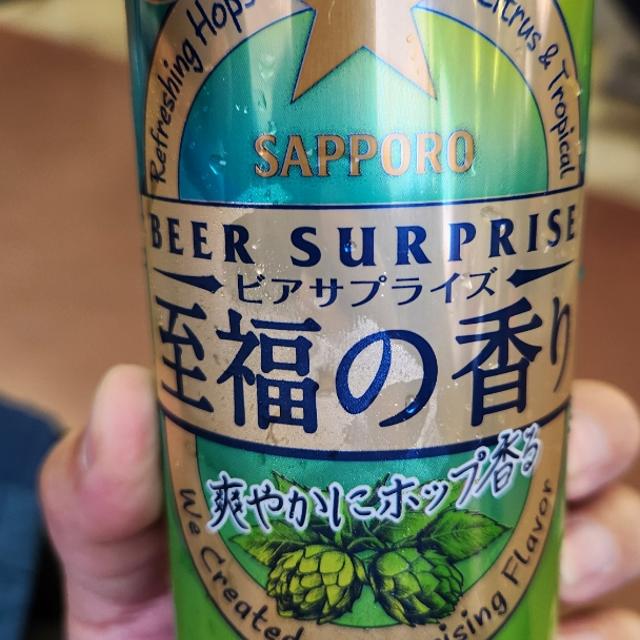 Refreshing Hops
Citrus & Tropical
SAPPORO
BEER SURPRISE
ビアサプライズ
至福の香り
爽やかにホップ香る
We Created
Flavor